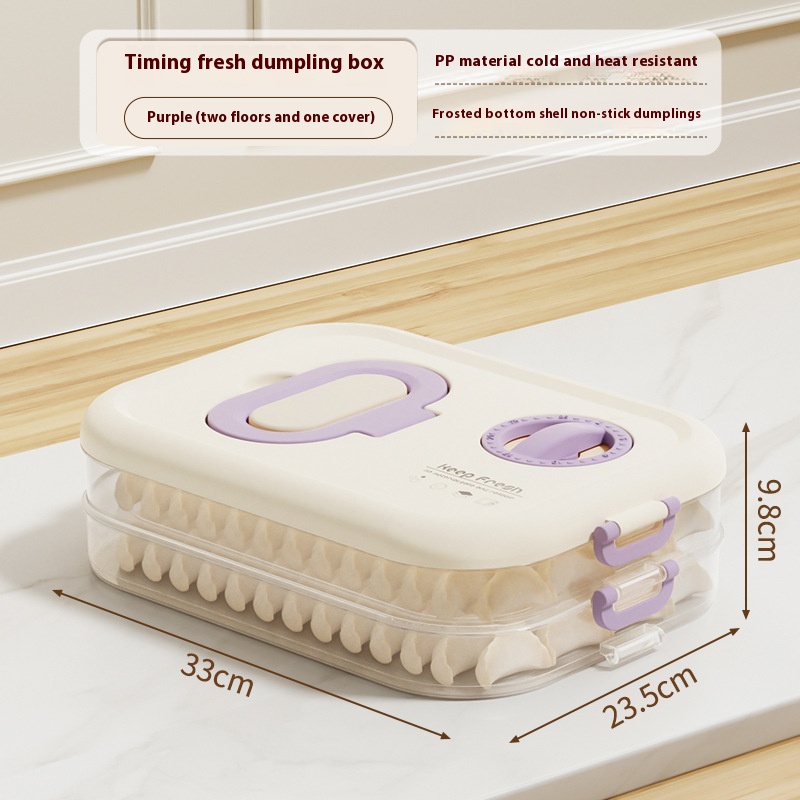 Timing fresh dumpling box
PP material cold and heat resistant
Purple (two floors and one cover)
Frosted bottom shell non-stick dumplings
Keep Fresh
9.8cm
33cm
23.5cm